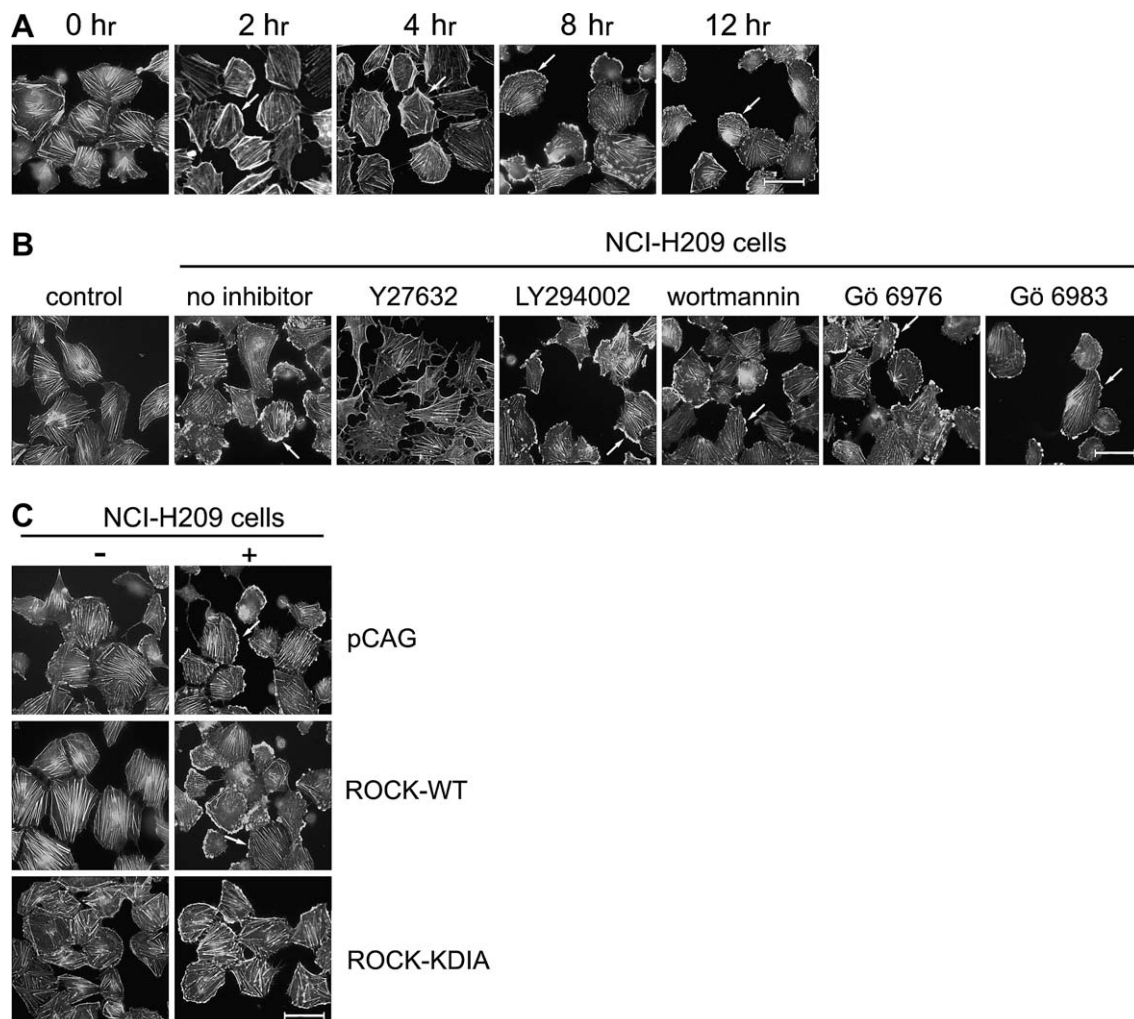 A 0 hr 2 hr 4 hr 8 hr 12 hr
B NCI-H209 cells
control no inhibitor Y27632 LY294002 wortmannin Gö 6976 Gö 6983
C NCI-H209 cells
- +
pCAG
ROCK-WT
ROCK-KDIA